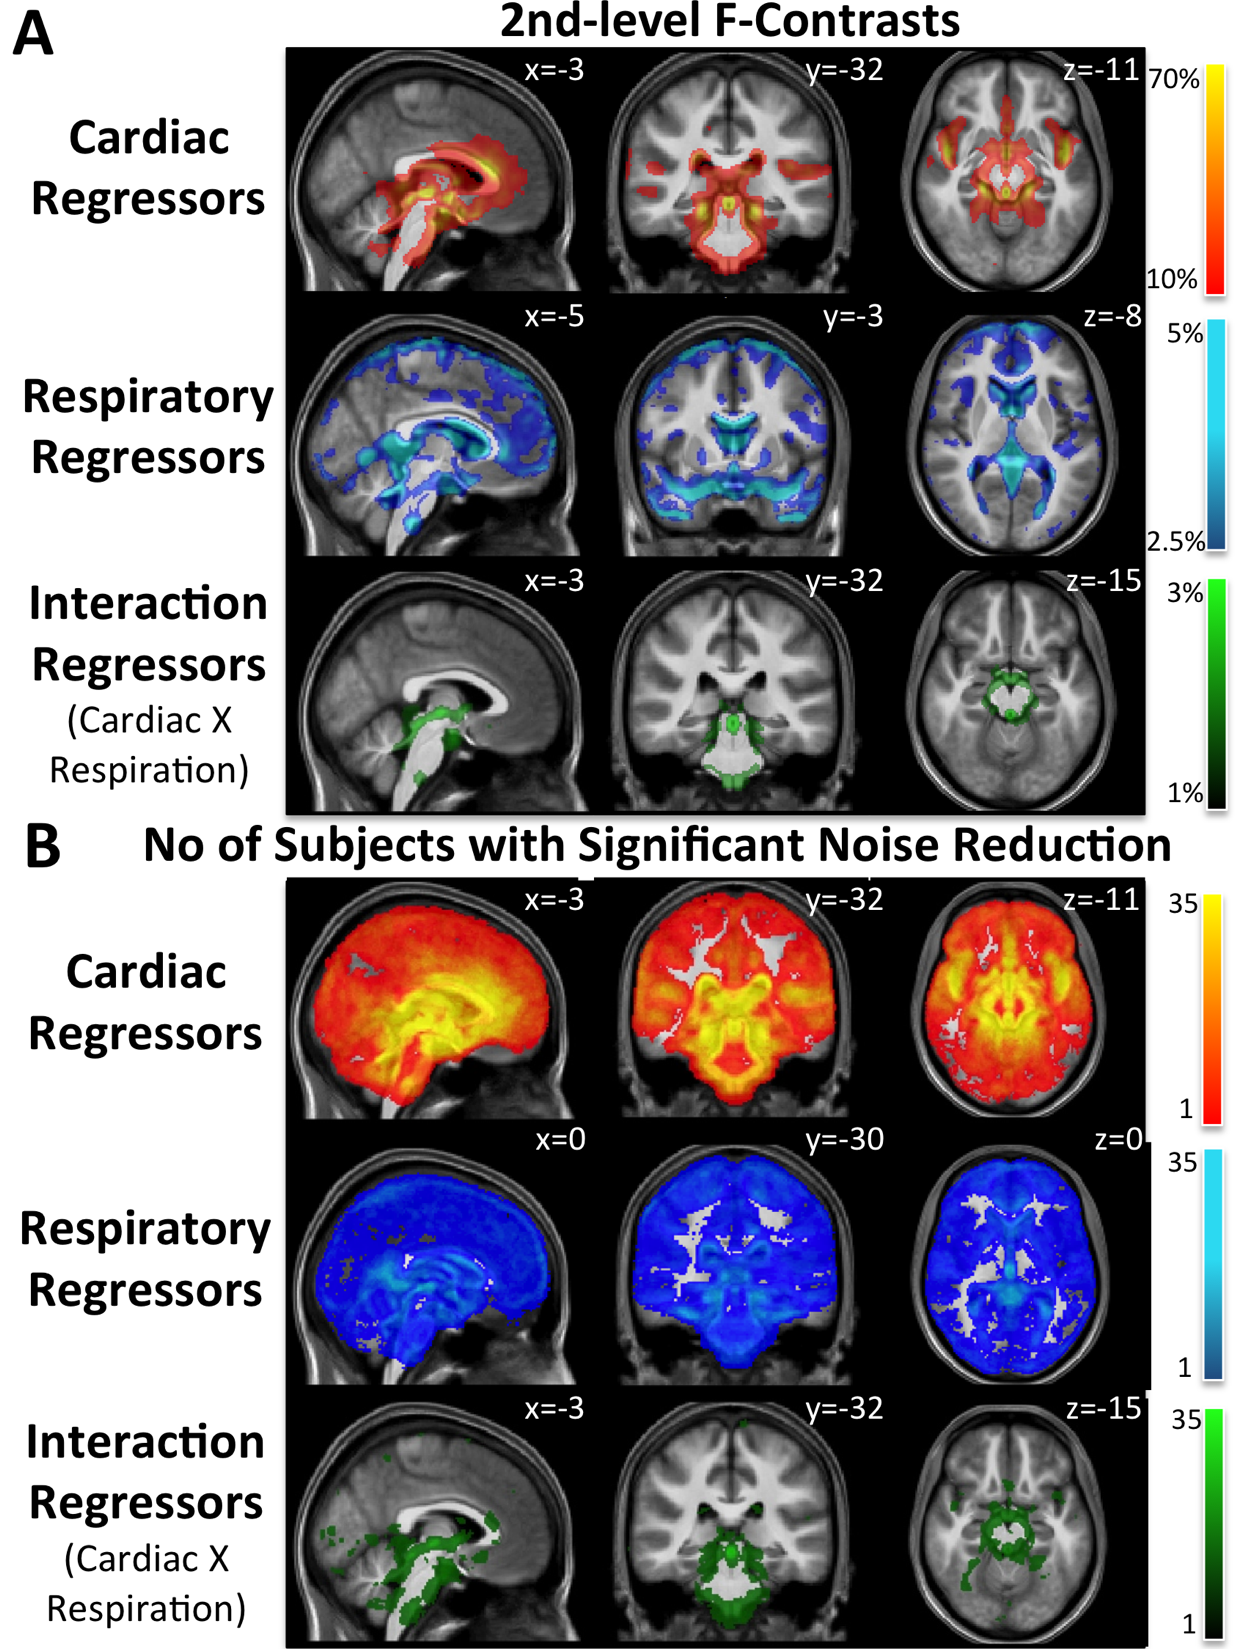 A
2nd-level F-Contrasts
Cardiac
Regressors
x=-3
y=-32
z=-11
70%
10%
Respiratory
Regressors
x=-5
y=-3
z=-8
5%
2.5%
Interaction
Regressors
(Cardiac X
Respiration)
x=-3
y=-32
z=-15
3%
1%
B
No of Subjects with Significant Noise Reduction
Cardiac
Regressors
x=-3
y=-32
z=-11
35
1
Respiratory
Regressors
x=0
y=-30
z=0
35
1
Interaction
Regressors
(Cardiac X
Respiration)
x=-3
y=-32
z=-15
35
1